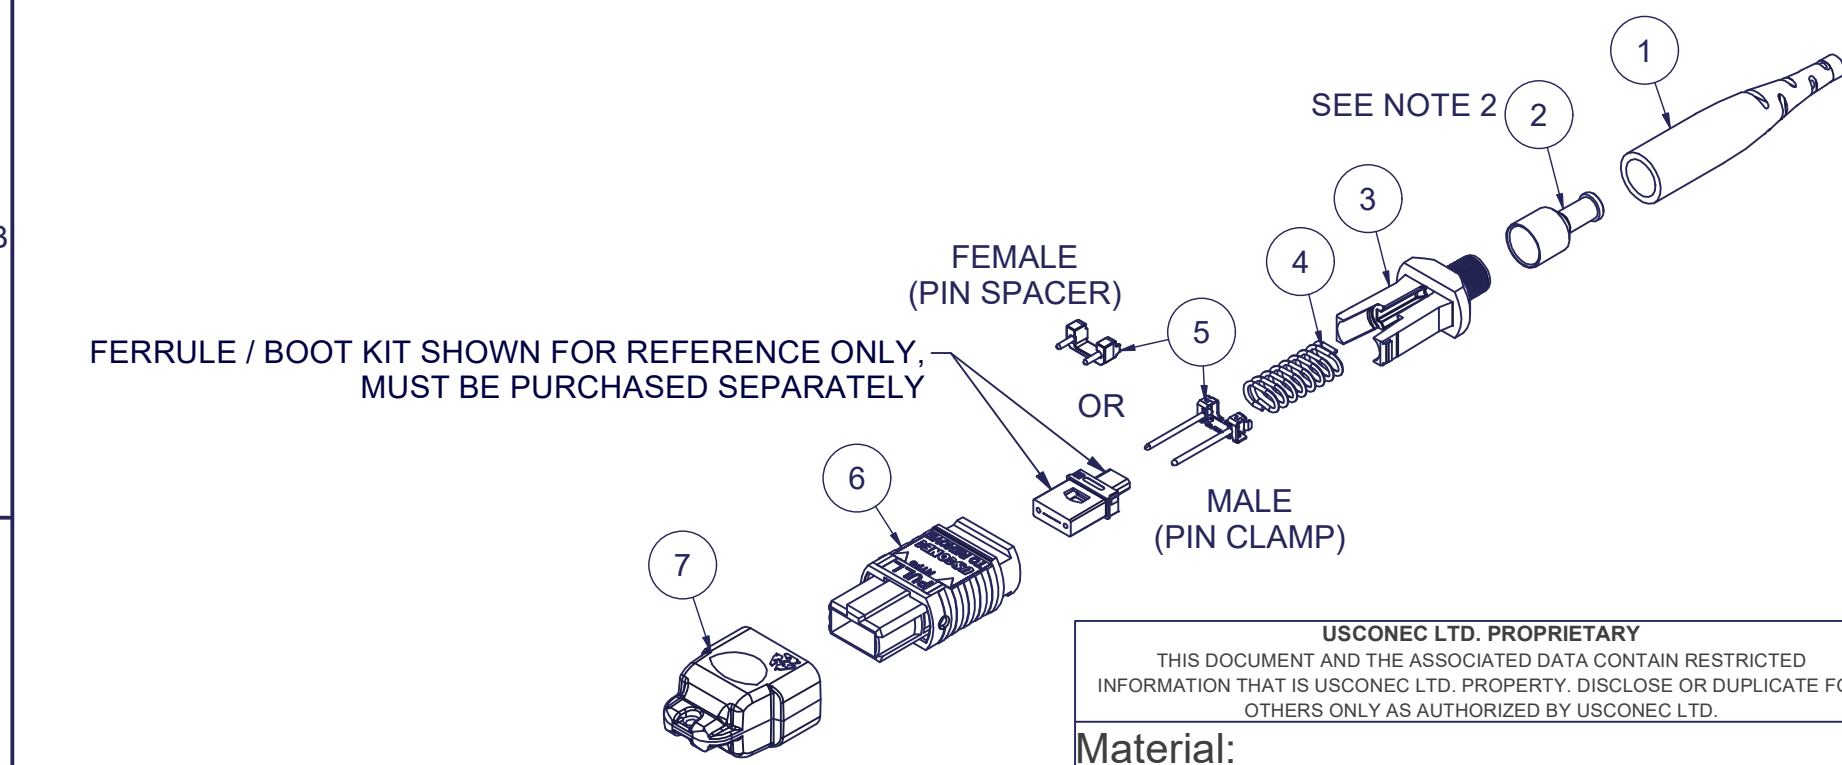 1
SEE NOTE 2
2
3
FEMALE
(PIN SPACER)
4
5
FERRULE / BOOT KIT SHOWN FOR REFERENCE ONLY,
MUST BE PURCHASED SEPARATELY
OR
6
MALE
(PIN CLAMP)
7
PULL
USCONEC LTD. PROPRIETARY
THIS DOCUMENT AND THE ASSOCIATED DATA CONTAIN RESTRICTED
INFORMATION THAT IS USCONEC LTD. PROPERTY. DISCLOSE OR DUPLICATE
OTHERS ONLY AS AUTHORIZED BY USCONEC LTD.
Material: